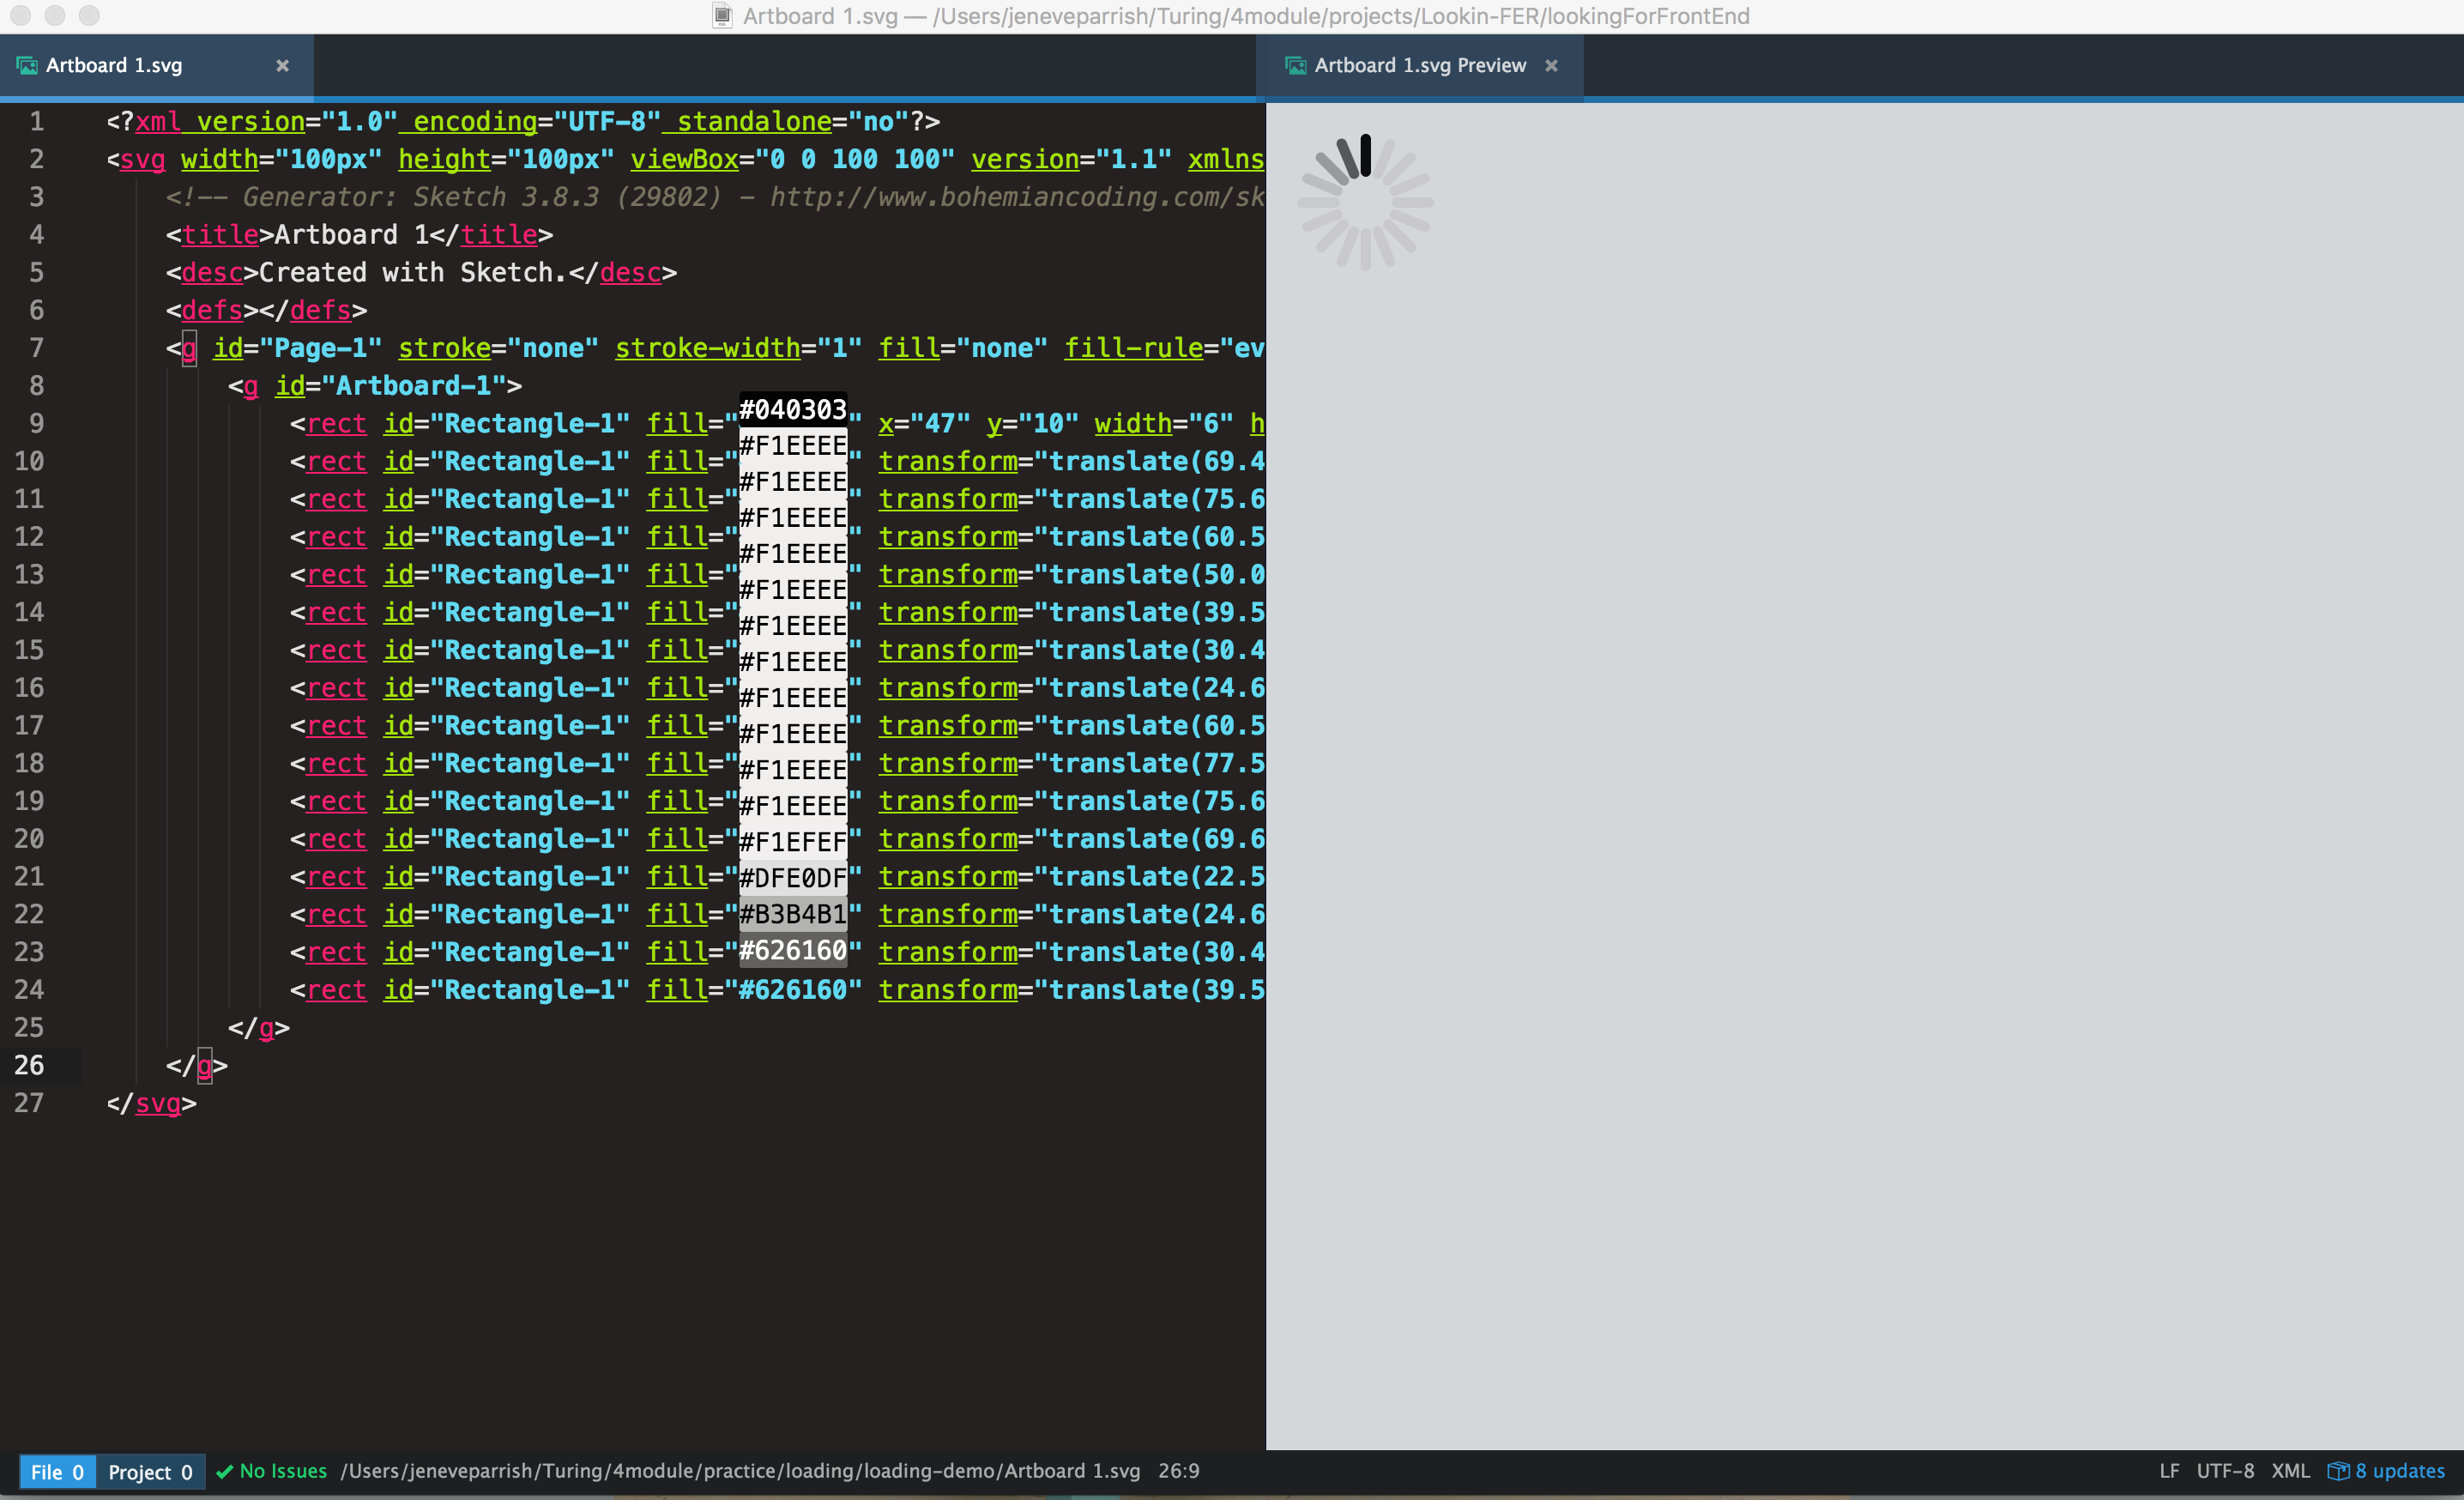 Artboard 1.svg — /Users/jeneveparrish/Turing/4module/projects/Lookin-FER/lookingForFrontEnd
Artboard 1.svg
Artboard 1.svg Preview
1 <?xml version="1.0" encoding="UTF-8" standalone="no"?>
2 <svg width="100px" height="100px" viewBox="0 0 100 100" version="1.1" xmlns
3 <!-- Generator: Sketch 3.8.3 (29802) - http://www.bohemiancoding.com/sk
4 <title>Artboard 1</title>
5 <desc>Created with Sketch.</desc>
6 <defs></defs>
7 <g id="Page-1" stroke="none" stroke-width="1" fill="none" fill-rule="ev
8 <g id="Artboard-1">
9 <rect id="Rectangle-1" fill="#040303" x="47" y="10" width="6" h
10 <rect id="Rectangle-1" fill="#F1EEEE" transform="translate(69.4
11 <rect id="Rectangle-1" fill="#F1EEEE" transform="translate(75.6
12 <rect id="Rectangle-1" fill="#F1EEEE" transform="translate(60.5
13 <rect id="Rectangle-1" fill="#F1EEEE" transform="translate(50.0
14 <rect id="Rectangle-1" fill="#F1EEEE" transform="translate(39.5
15 <rect id="Rectangle-1" fill="#F1EEEE" transform="translate(30.4
16 <rect id="Rectangle-1" fill="#F1EEEE" transform="translate(24.6
17 <rect id="Rectangle-1" fill="#F1EEEE" transform="translate(60.5
18 <rect id="Rectangle-1" fill="#F1EEEE" transform="translate(77.5
19 <rect id="Rectangle-1" fill="#F1EEEE" transform="translate(75.6
20 <rect id="Rectangle-1" fill="#F1EEEE" transform="translate(69.6
21 <rect id="Rectangle-1" fill="#F1EFEF" transform="translate(22.5
22 <rect id="Rectangle-1" fill="#DFE0DF" transform="translate(24.6
23 <rect id="Rectangle-1" fill="#B3B4B1" transform="translate(30.4
24 <rect id="Rectangle-1" fill="#626160" transform="translate(39.5
#626160
25 </g>
26 </g>
27 </svg>
File 0 Project 0 No Issues /Users/jeneveparrish/Turing/4module/practice/loading/loading-demo/Artboard 1.svg 26:9 LF UTF-8 XML 8 updates